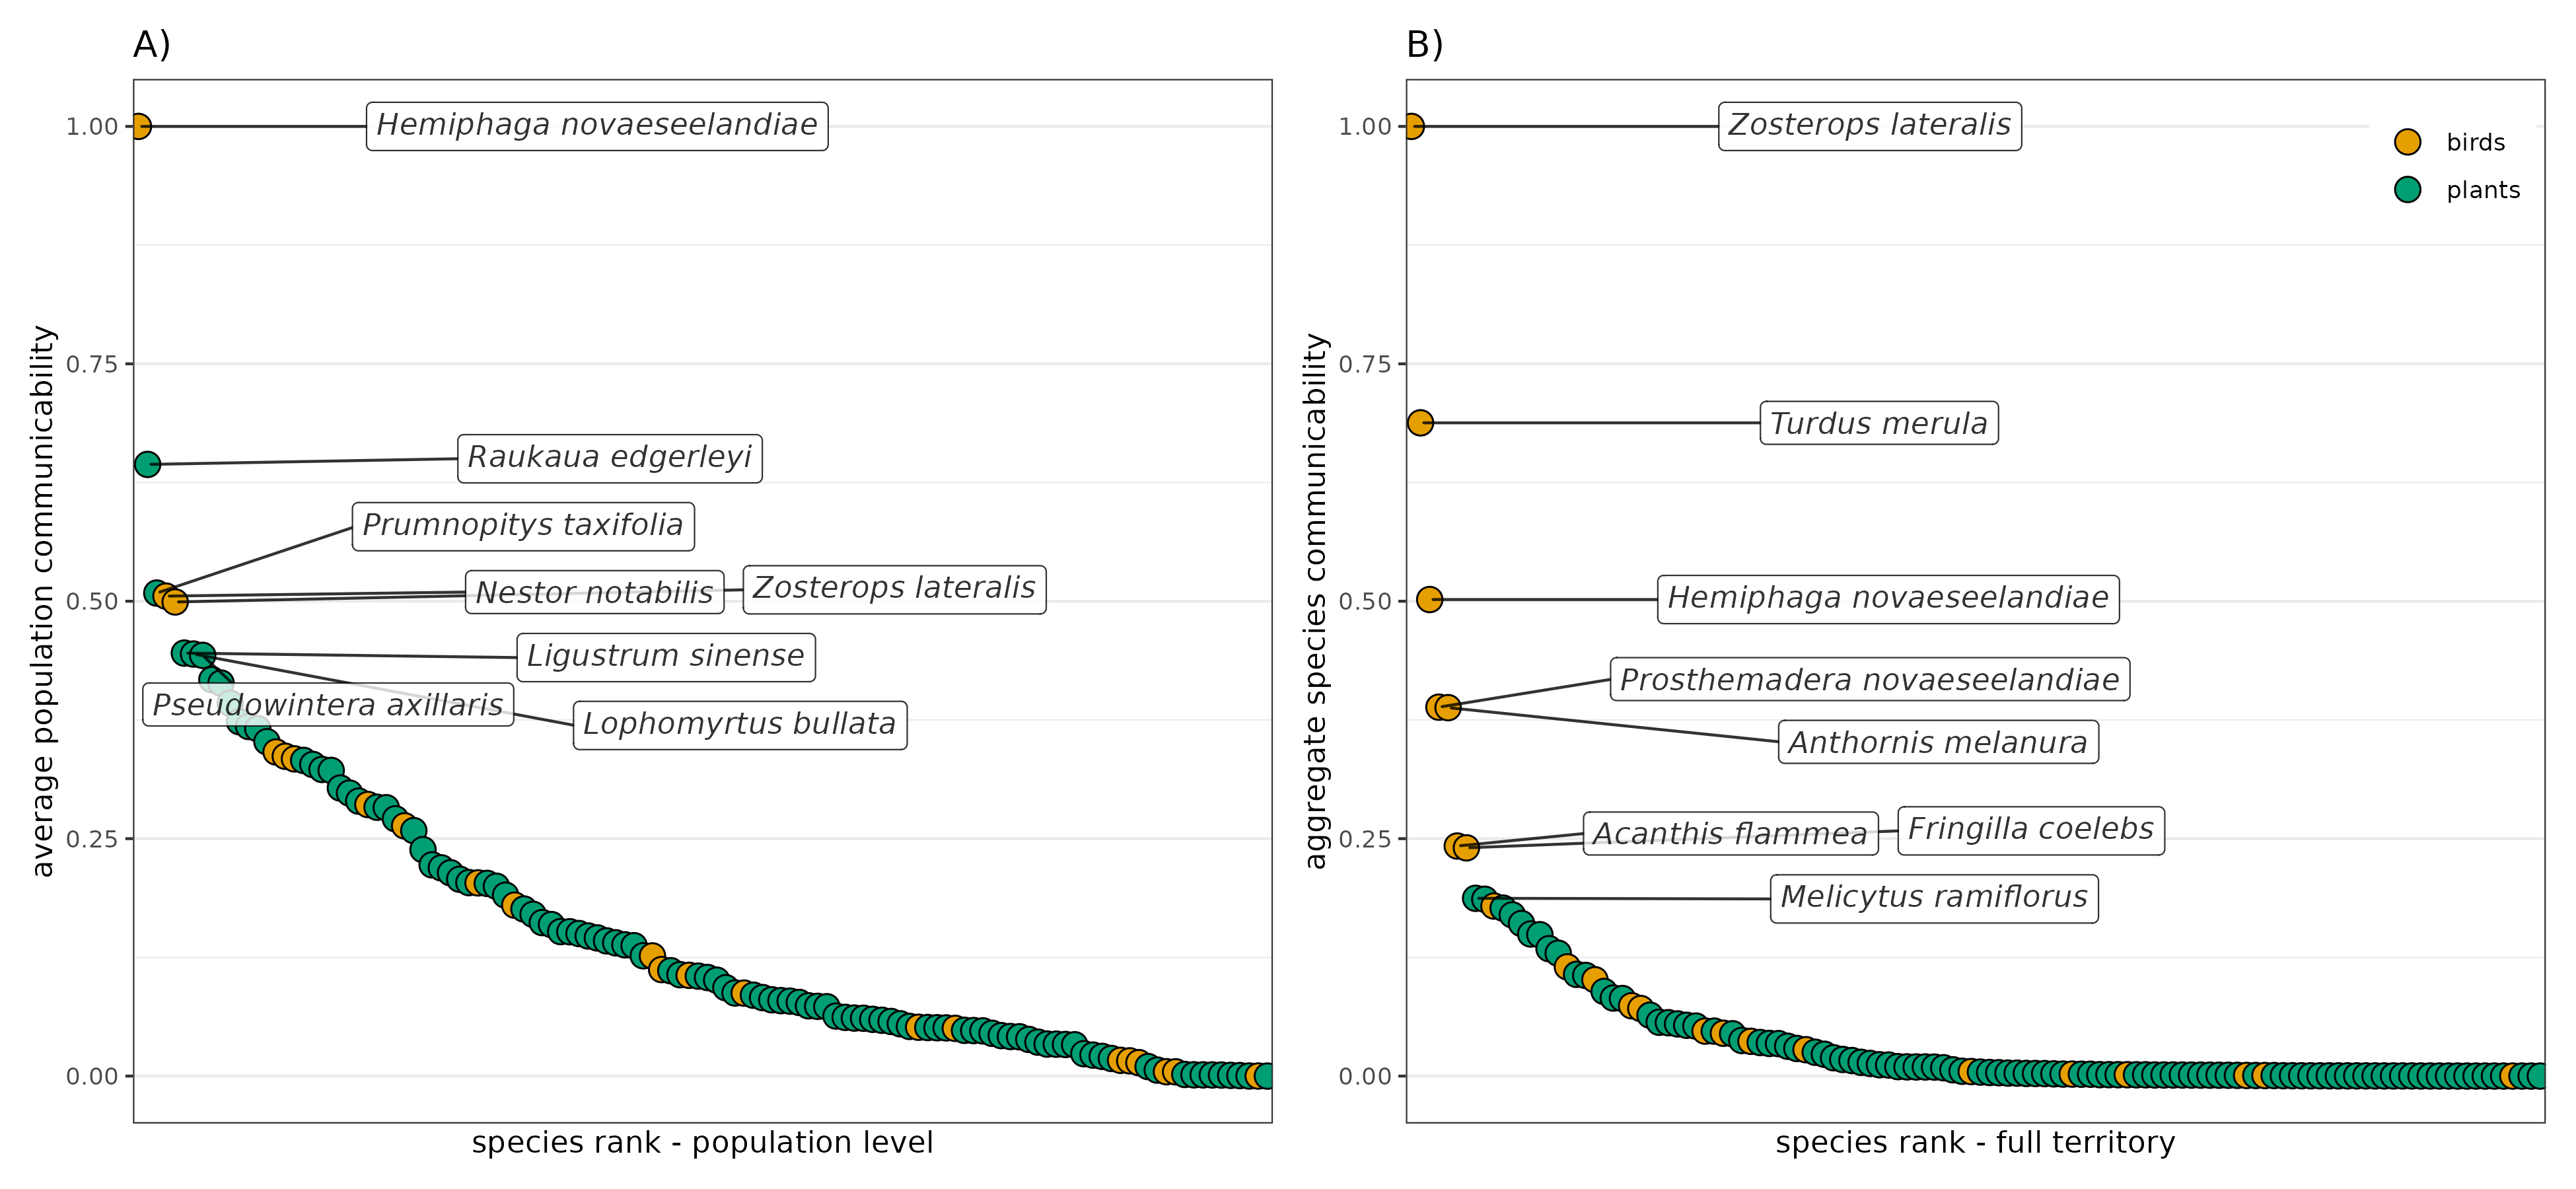 A)
average population communicability
1.00
0.75
0.50
0.25
0.00
Hemiphaga novaeseelandiae
Raukaua edgerleyi
Prumnopitys taxifolia
Nestor notabilis
Zosterops lateralis
Ligustrum sinense
Pseudowintera axillaris
Lophomyrtus bullata
species rank - population level
B)
aggregate species communicability
1.00
0.75
0.50
0.25
0.00
Zosterops lateralis
birds
plants
Turdus merula
Hemiphaga novaeseelandiae
Prosthemadera novaeseelandiae
Anthornis melanura
Acanthis flammea
Fringilla coelebs
Melicytus ramiflorus
species rank - full territory